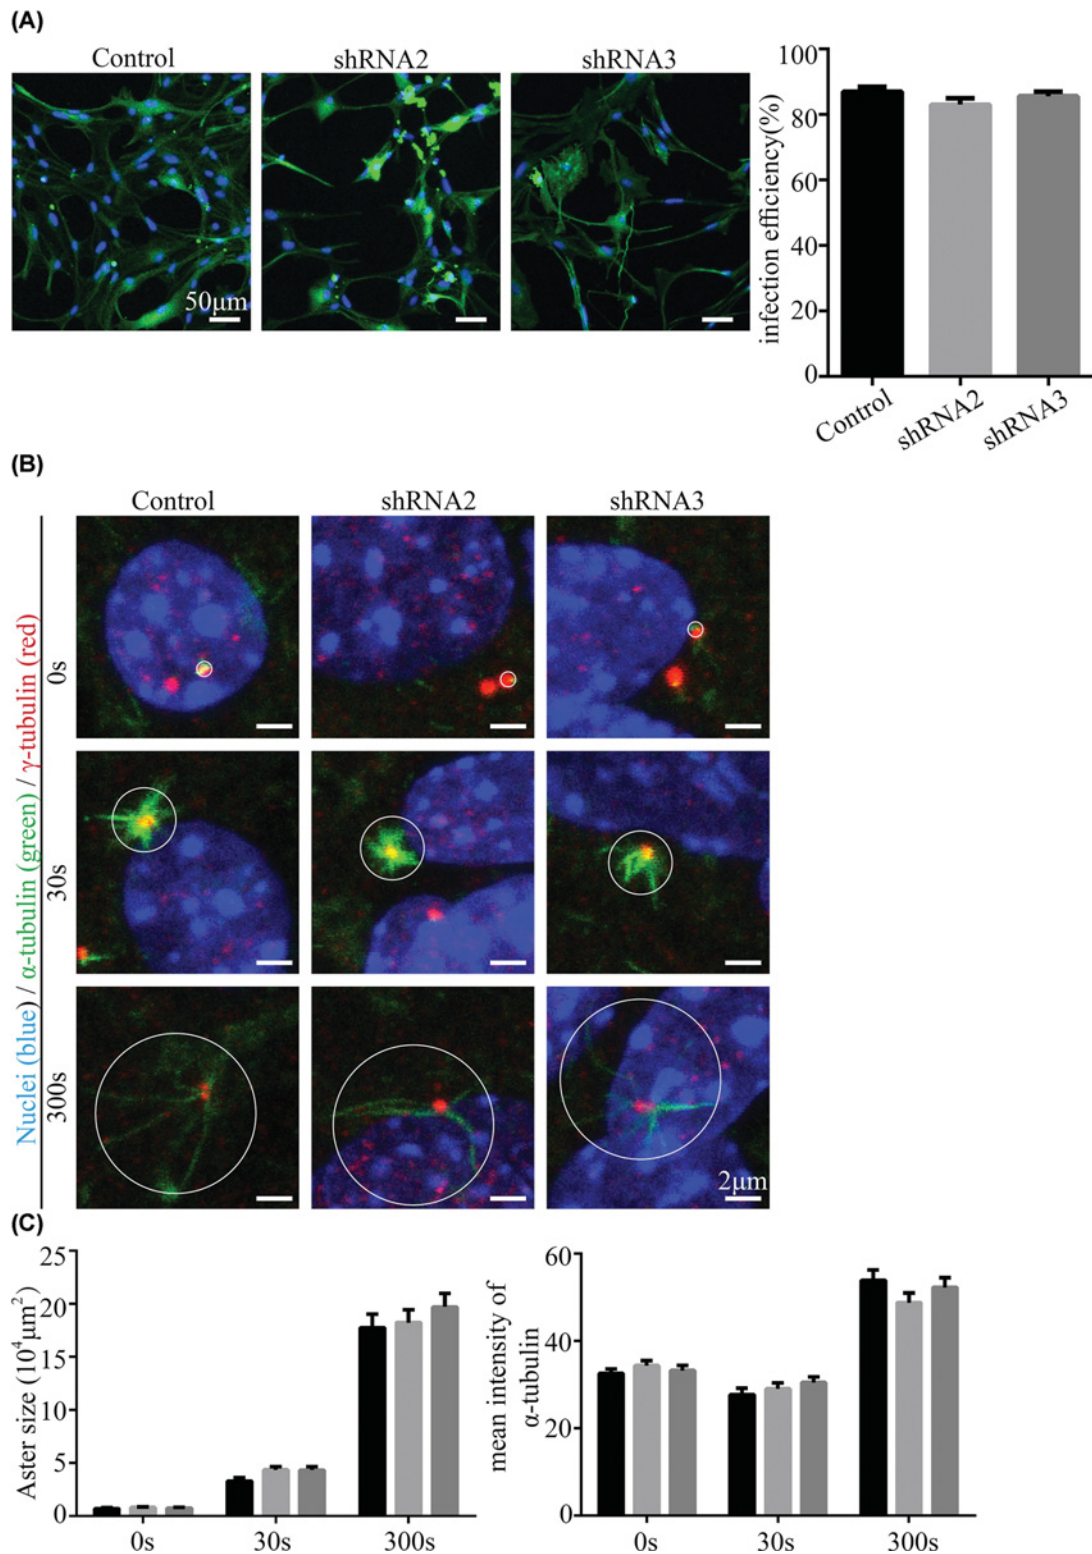 (A)
Control
shRNA2
shRNA3
50μm
infection efficiency(%)
100
80
60
40
20
0
Control
shRNA2
shRNA3
(B)
Control
shRNA2
shRNA3
Nuclei (blue) / α-tubulin (green) / γ-tubulin (red)
0s
30s
300s
2μm
(C)
Aster size (10⁴μm²)
25
20
15
10
5
0
0s
30s
300s
mean intensity of
α-tubulin
60
40
20
0
0s
30s
300s